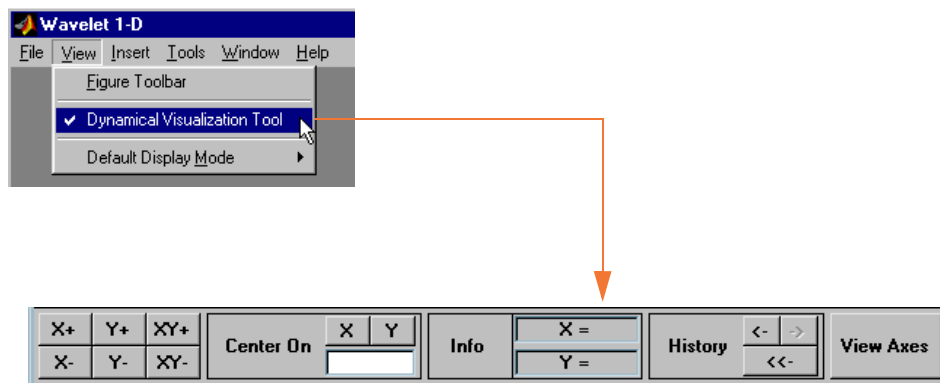 Wavelet 1-D
File View Insert Tools Window Help
Figure Toolbar
✓ Dynamical Visualization Tool
Default Display Mode
X+ Y+ XY+
X- Y- XY-
Center On
X Y
Info
X =
Y =
History
<- ->
<<-
View Axes